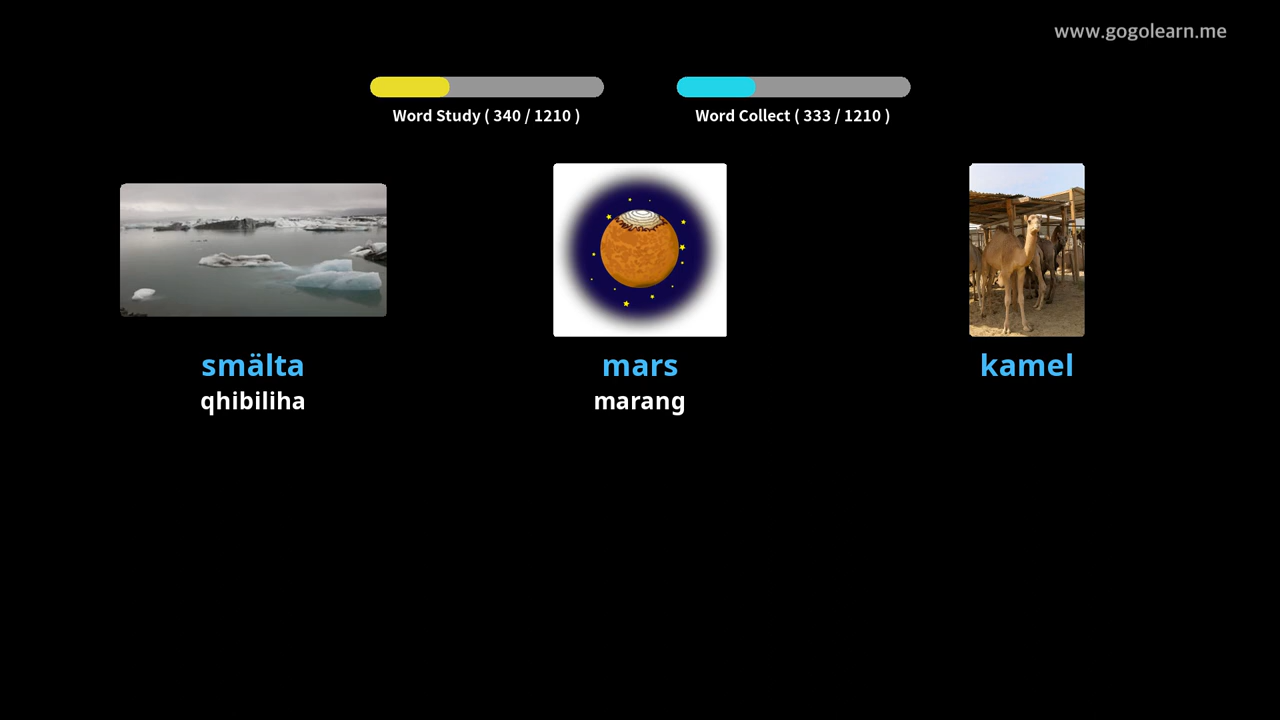 www.gogolearn.me
Word Study ( 340 / 1210 )
Word Collect ( 333 / 1210 )
smälta
qhibiliha
mars
marang
kamel